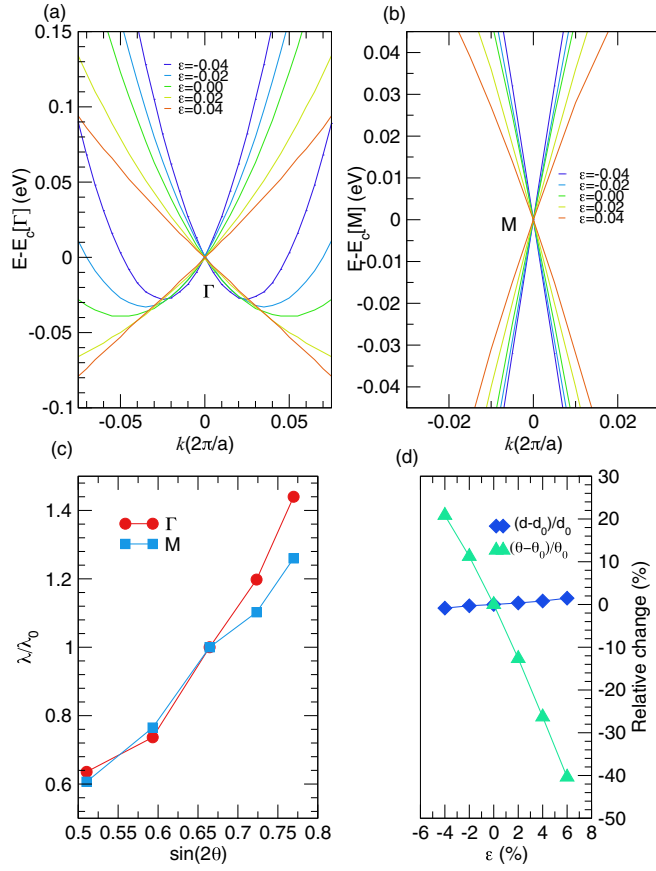 (a)
0.15
0.1
0.05
0
-0.05
-0.1
E-E_c[Γ] (eV)
ε=-0.04
ε=-0.02
ε=0.00
ε=0.02
ε=0.04
Γ
-0.05 0 0.05
k(2π/a)
(b)
0.04
0.03
0.02
0.01
0
-0.01
-0.02
-0.03
-0.04
E-E_c[M] (eV)
ε=-0.04
ε=-0.02
ε=0.00
ε=0.02
ε=0.04
M
-0.02 0 0.02
k(2π/a)
(c)
1.4
1.2
1
0.8
0.6
λ/λ₀
Γ
M
0.5 0.55 0.6 0.65 0.7 0.75 0.8
sin(2θ)
(d)
(d-d₀)/d₀
(θ-θ₀)/θ₀
30
20
10
0
-10
-20
-30
-40
-50
Relative change (%)
-6 -4 -2 0 2 4 6 8
ε (%)